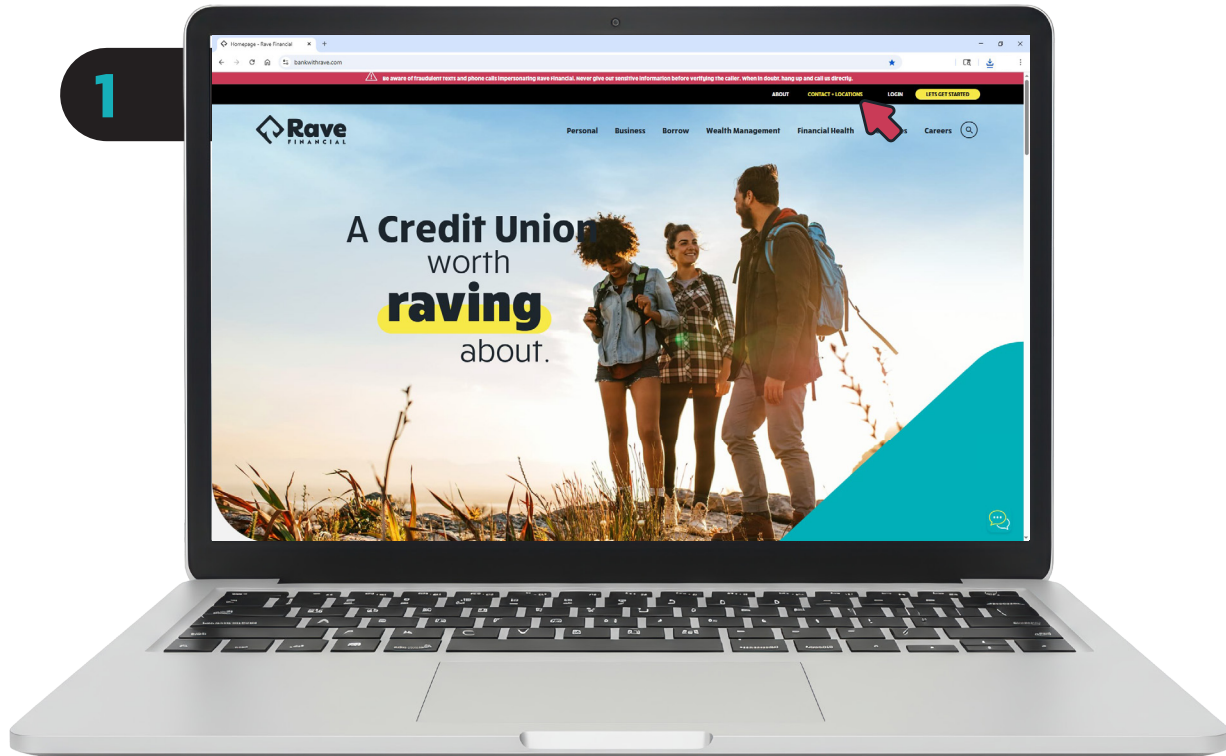 1
Homepage - Rave Financial
bankwithrave.com
Be aware of fraudulent texts and phone calls impersonating Rave Financial. Never give our sensitive information before verifying the caller. When in doubt, hang up and call us directly.
ABOUT CONTACT + LOCATIONS LOGIN LETS GET STARTED
Rave
FINANCIAL
Personal Business Borrow Wealth Management Financial Health Careers
A Credit Union
worth
raving
about.